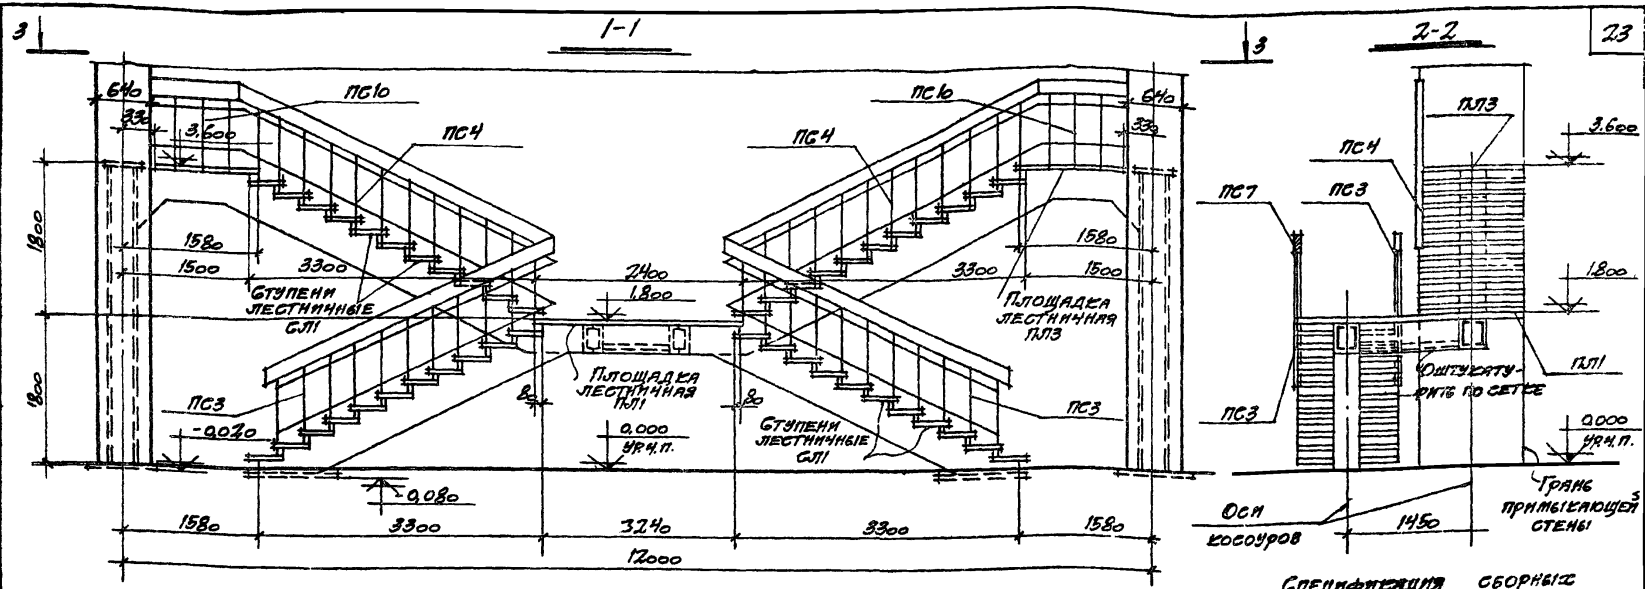 3
1-1
3
2-2
23
640
330
3.600
ПС10
ПС4
1800
1580
1500
3300
2400
1.800
СТУПЕНИ
ЛЕСТНИЧНЫЕ
СЛ1
ПС10
ПС4
640
330
1580
3300
1500
ПЛОЩАДКА
ЛЕСТНИЧНАЯ
ПЛ3
1800
ПС3
-0,020
80
ПЛОЩАДКА
ЛЕСТНИЧНАЯ
ПЛ1
80
0.000
УР.Ч.П.
СТУПЕНИ
ЛЕСТНИЧНЫЕ
СЛ1
ПС3
0,080
1580
3300
3240
3300
1580
12000
ПЛ3
3.600
ПС4
ПС7
ПС3
1.800
ПЛ1
ОШТУКАТУ-
РИТЬ ПО СЕТКЕ
ПС3
0.000
УР.Ч.П.
ГРАНЬ
ПРИМЫКАЮЩЕЙ
СТЕНЫ
ОСИ
КОСОУРОВ
1450
СПЕЦИФИКАЦИЯ СБОРНЫХ